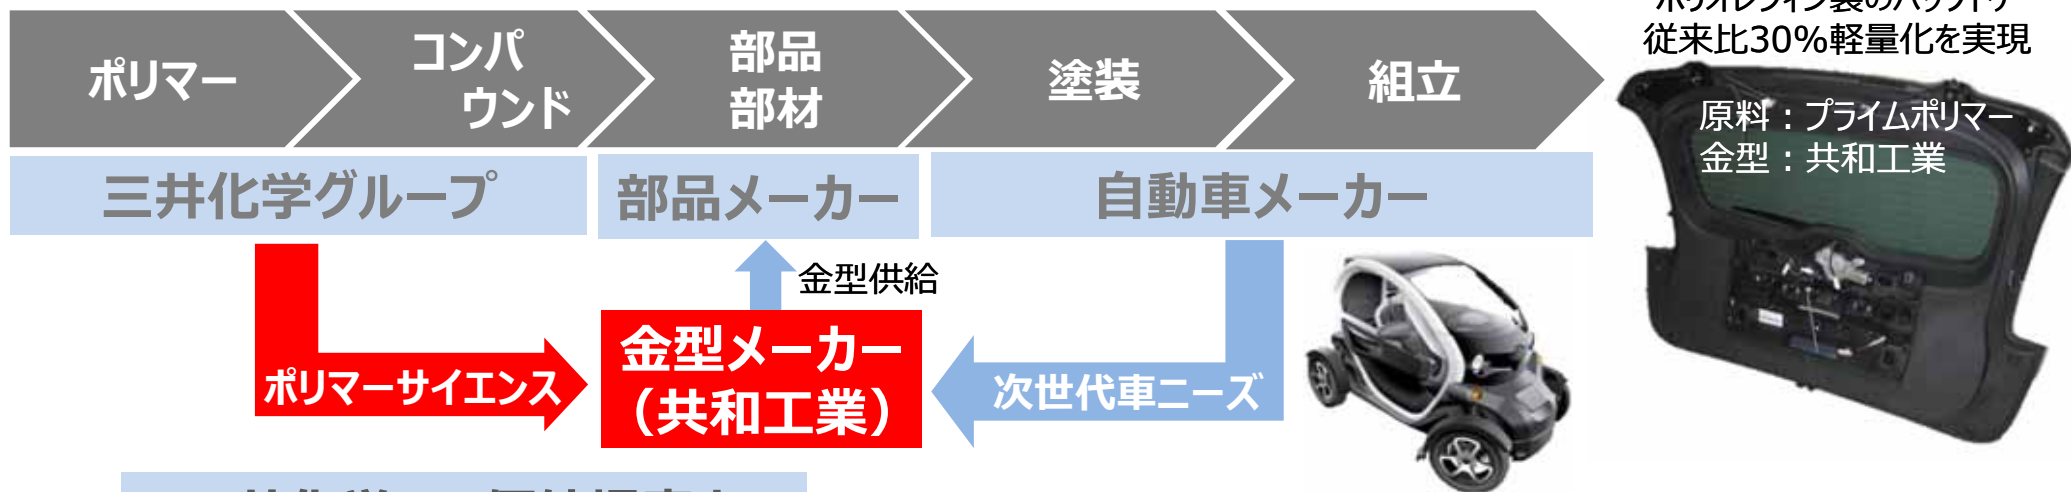 ポリマー
コンパ
ウンド
部品
部材
塗装
組立
三井化学グループ
部品メーカー
自動車メーカー
金型供給
ポリマーサイエンス
金型メーカー
（共和工業）
次世代車ニーズ
従来比30%軽量化を実現
原料：プライムポリマー
金型：共和工業